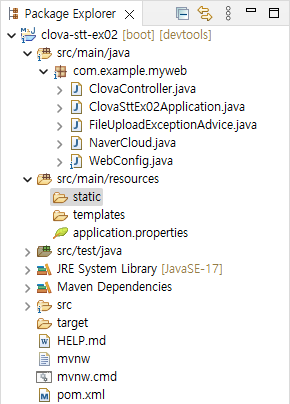 Package Explorer
clova-stt-ex02 [boot] [devtools]
src/main/java
com.example.myweb
ClovaController.java
ClovaSttEx02Application.java
FileUploadExceptionAdvice.java
NaverCloud.java
WebConfig.java
src/main/resources
static
templates
application.properties
src/test/java
JRE System Library [JavaSE-17]
Maven Dependencies
src
target
HELP.md
mvnw
mvnw.cmd
pom.xml